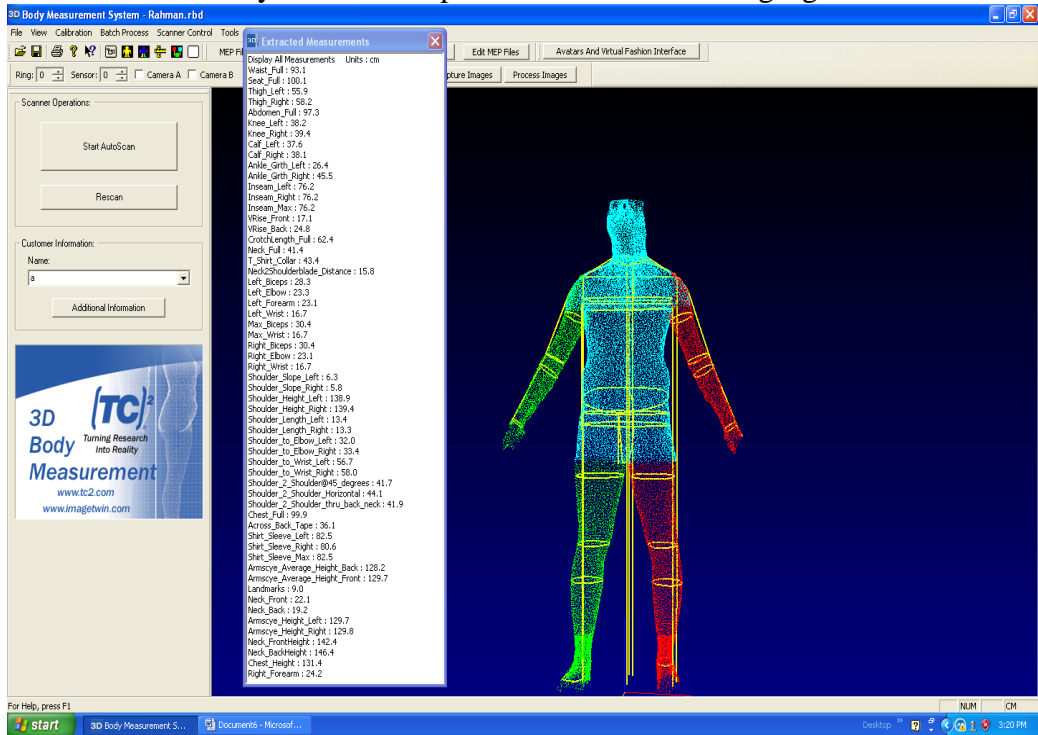 3D Body Measurement System - Rahman.rbd
File View Calibration Batch Process Scanner Control Tools
MEP Fi
Edit MEP Files
Avatars And Virtual Fashion Interface
Ring: 0 Sensor: 0 Camera A Camera B
pture Images Process Images
Scanner Operations:
Start AutoScan
Rescan
Customer Information:
Name:
a
Additional Information
3D
Body
Measurement
(TC)²
Turning Research
Into Reality
www.tc2.com
www.imagetwin.com
3D Extracted Measurements
Display All Measurements Units : cm
Waist_Full : 93.1
Seat_Full : 100.1
Thigh_Left : 55.9
Thigh_Right : 58.2
Abdomen_Full : 97.3
Knee_Left : 38.2
Knee_Right : 39.4
Calf_Left : 37.6
Calf_Right : 38.1
Ankle_Girth_Left : 26.4
Ankle_Girth_Right : 45.5
Inseam_Left : 76.2
Inseam_Right : 76.2
Inseam_Max : 76.2
VRise_Front : 17.1
VRise_Back : 24.8
CrotchLength_Full : 62.4
Neck_Full : 41.4
T_Shirt_Collar : 43.4
Neck2Shoulderblade_Distance : 15.8
Left_Biceps : 28.3
Left_Elbow : 23.3
Left_Forearm : 23.1
Left_Wrist : 16.7
Max_Biceps : 30.4
Max_Wrist : 16.7
Right_Biceps : 30.4
Right_Elbow : 23.1
Right_Wrist : 16.7
Shoulder_Slope_Left : 6.3
Shoulder_Slope_Right : 5.8
Shoulder_Height_Left : 138.9
Shoulder_Height_Right : 139.4
Shoulder_Length_Left : 13.4
Shoulder_Length_Right : 13.3
Shoulder_to_Elbow_Left : 32.0
Shoulder_to_Elbow_Right : 33.4
Shoulder_to_Wrist_Left : 56.7
Shoulder_to_Wrist_Right : 58.0
Shoulder_2_Shoulder@45_degrees : 41.7
Shoulder_2_Shoulder_Horizontal : 44.1
Shoulder_2_Shoulder_thru_back_neck : 41.9
Chest_Full : 99.9
Across_Back_Tape : 36.1
Shirt_Sleeve_Left : 82.5
Shirt_Sleeve_Right : 80.6
Shirt_Sleeve_Max : 82.5
Armscye_Average_Height_Back : 128.2
Armscye_Average_Height_Front : 129.7
Landmarks : 9.0
Neck_Front : 22.1
Neck_Back : 19.2
Armscye_Height_Left : 129.7
Armscye_Height_Right : 129.8
Neck_FrontHeight : 142.4
Neck_BackHeight : 146.4
Chest_Height : 131.4
Right_Forearm : 24.2
For Help, press F1
NUM CM
start
3D Body Measurement S...
Document6 - Microsof...
Desktop »
3:20 PM